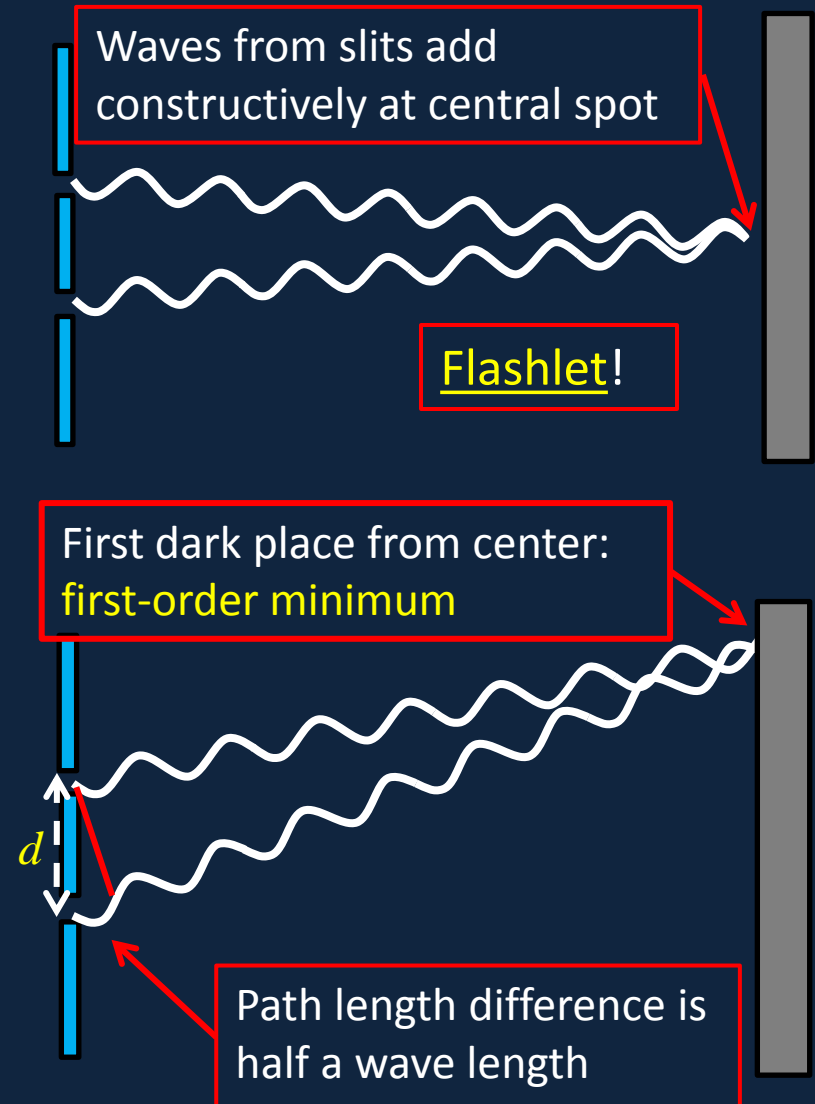 Waves from slits add
constructively at central spot
Flashlet!
First dark place from center:
first-order minimum
d
Path length difference is
half a wave length